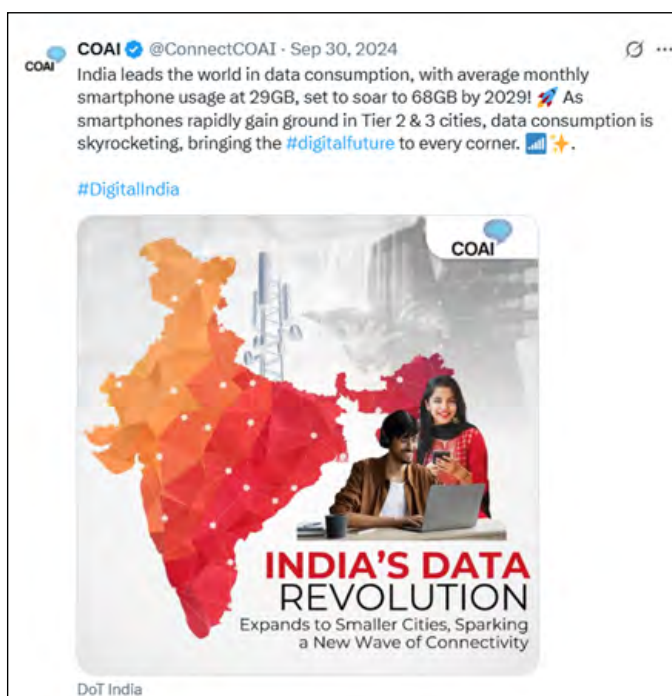 COAI @ConnectCOAI · Sep 30, 2024
COAI
India leads the world in data consumption, with average monthly
smartphone usage at 29GB, set to soar to 68GB by 2029! 🚀 As
smartphones rapidly gain ground in Tier 2 & 3 cities, data consumption is
skyrocketing, bringing the #digitalfuture to every corner. 📶✨.
#DigitalIndia
COAI
INDIA'S DATA
REVOLUTION
Expands to Smaller Cities, Sparking
a New Wave of Connectivity
DoT India